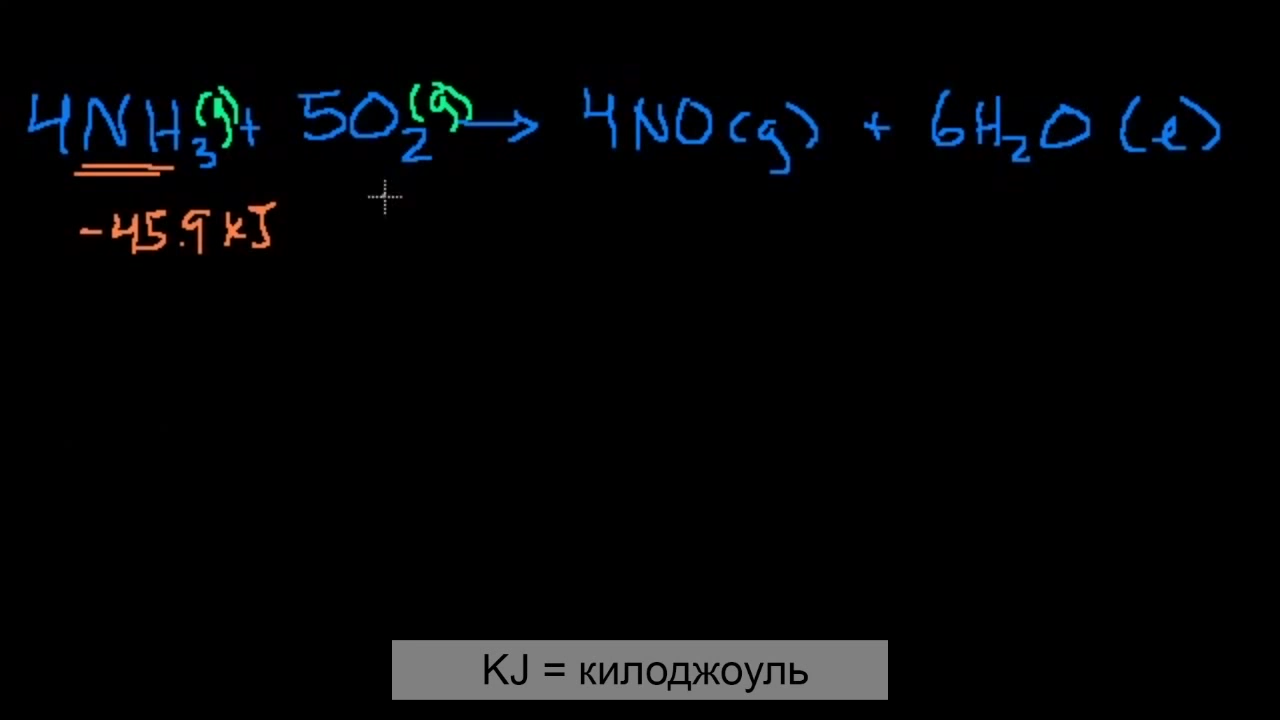 4NH₃(g) + 5O₂(g) → 4NO(g) + 6H₂O(l)
-45.9 kJ
KJ = килоджоуль